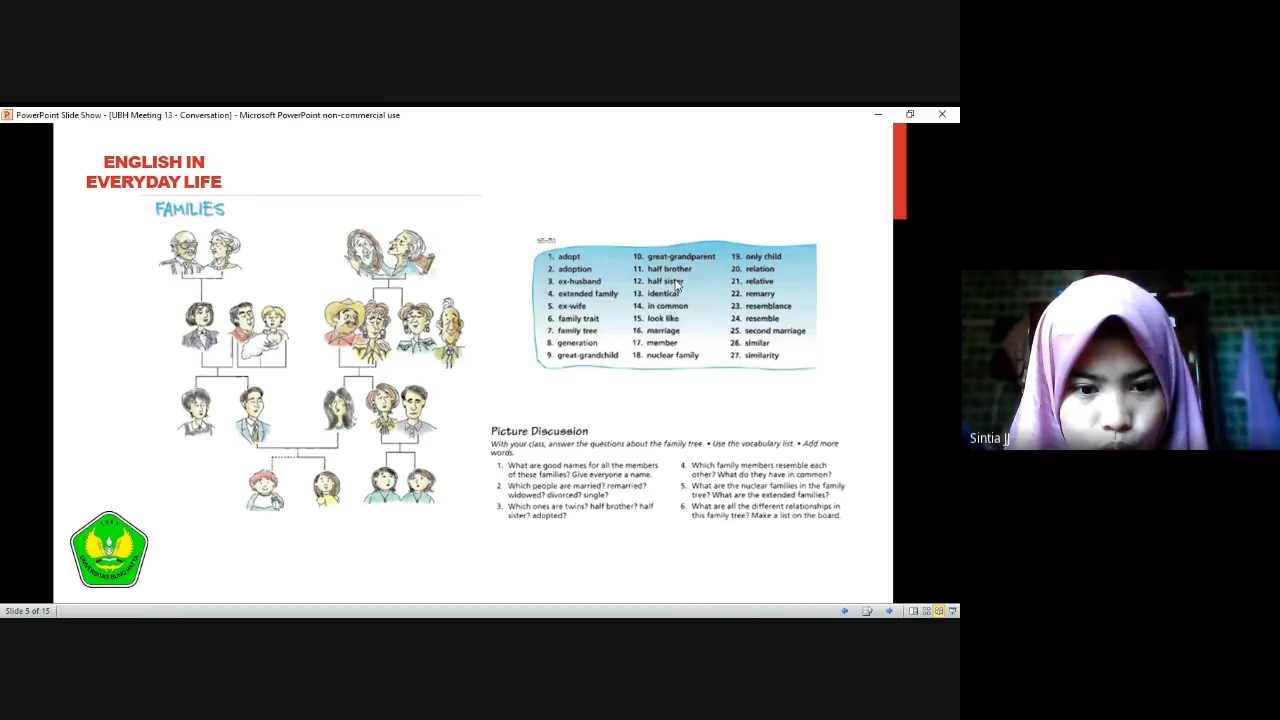 PowerPoint Slide Show - [UBH Meeting 13 - Conversation] - Microsoft PowerPoint non-commercial use
ENGLISH IN
EVERYDAY LIFE
FAMILIES
1. adopt
2. adoption
3. ex-husband
4. extended family
5. ex-wife
6. family trait
7. family tree
8. generation
9. great-grandchild
10. great-grandparent
11. half brother
12. half sister
13. identical
14. in common
15. look like
16. marriage
17. member
18. nuclear family
19. only child
20. relation
21. relative
22. remarry
23. resemblance
24. resemble
25. second marriage
26. similar
27. similarity
Picture Discussion
With your class, answer the questions about the family tree. • Use the vocabulary list. • Add more
words.
1. What are good names for all the members
of these families? Give everyone a name.
2. Which people are married? remarried?
widowed? divorced? single?
3. Which ones are twins? half brother? half
sister? adopted?
4. Which family members resemble each
other? What do they have in common?
5. What are the nuclear families in the family
tree? What are the extended families?
6. What are all the different relationships in
this family tree? Make a list on the board.
1981
UNIVERSITAS BUNG HATTA
Slide 5 of 15
Sintia JJ